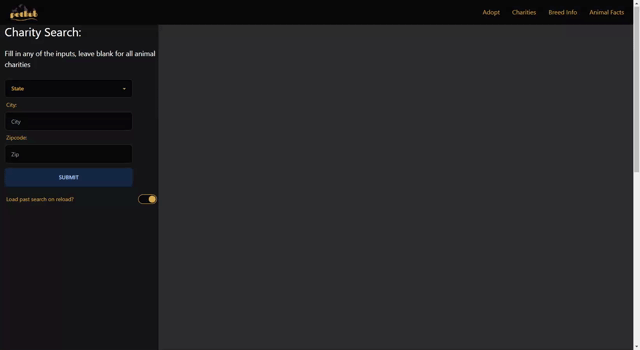 Adopt
Charities
Breed Info
Animal Facts
Charity Search:
Fill in any of the inputs, leave blank for all animal
charities
State
City:
City
Zipcode:
Zip
SUBMIT
Load past search on reload?